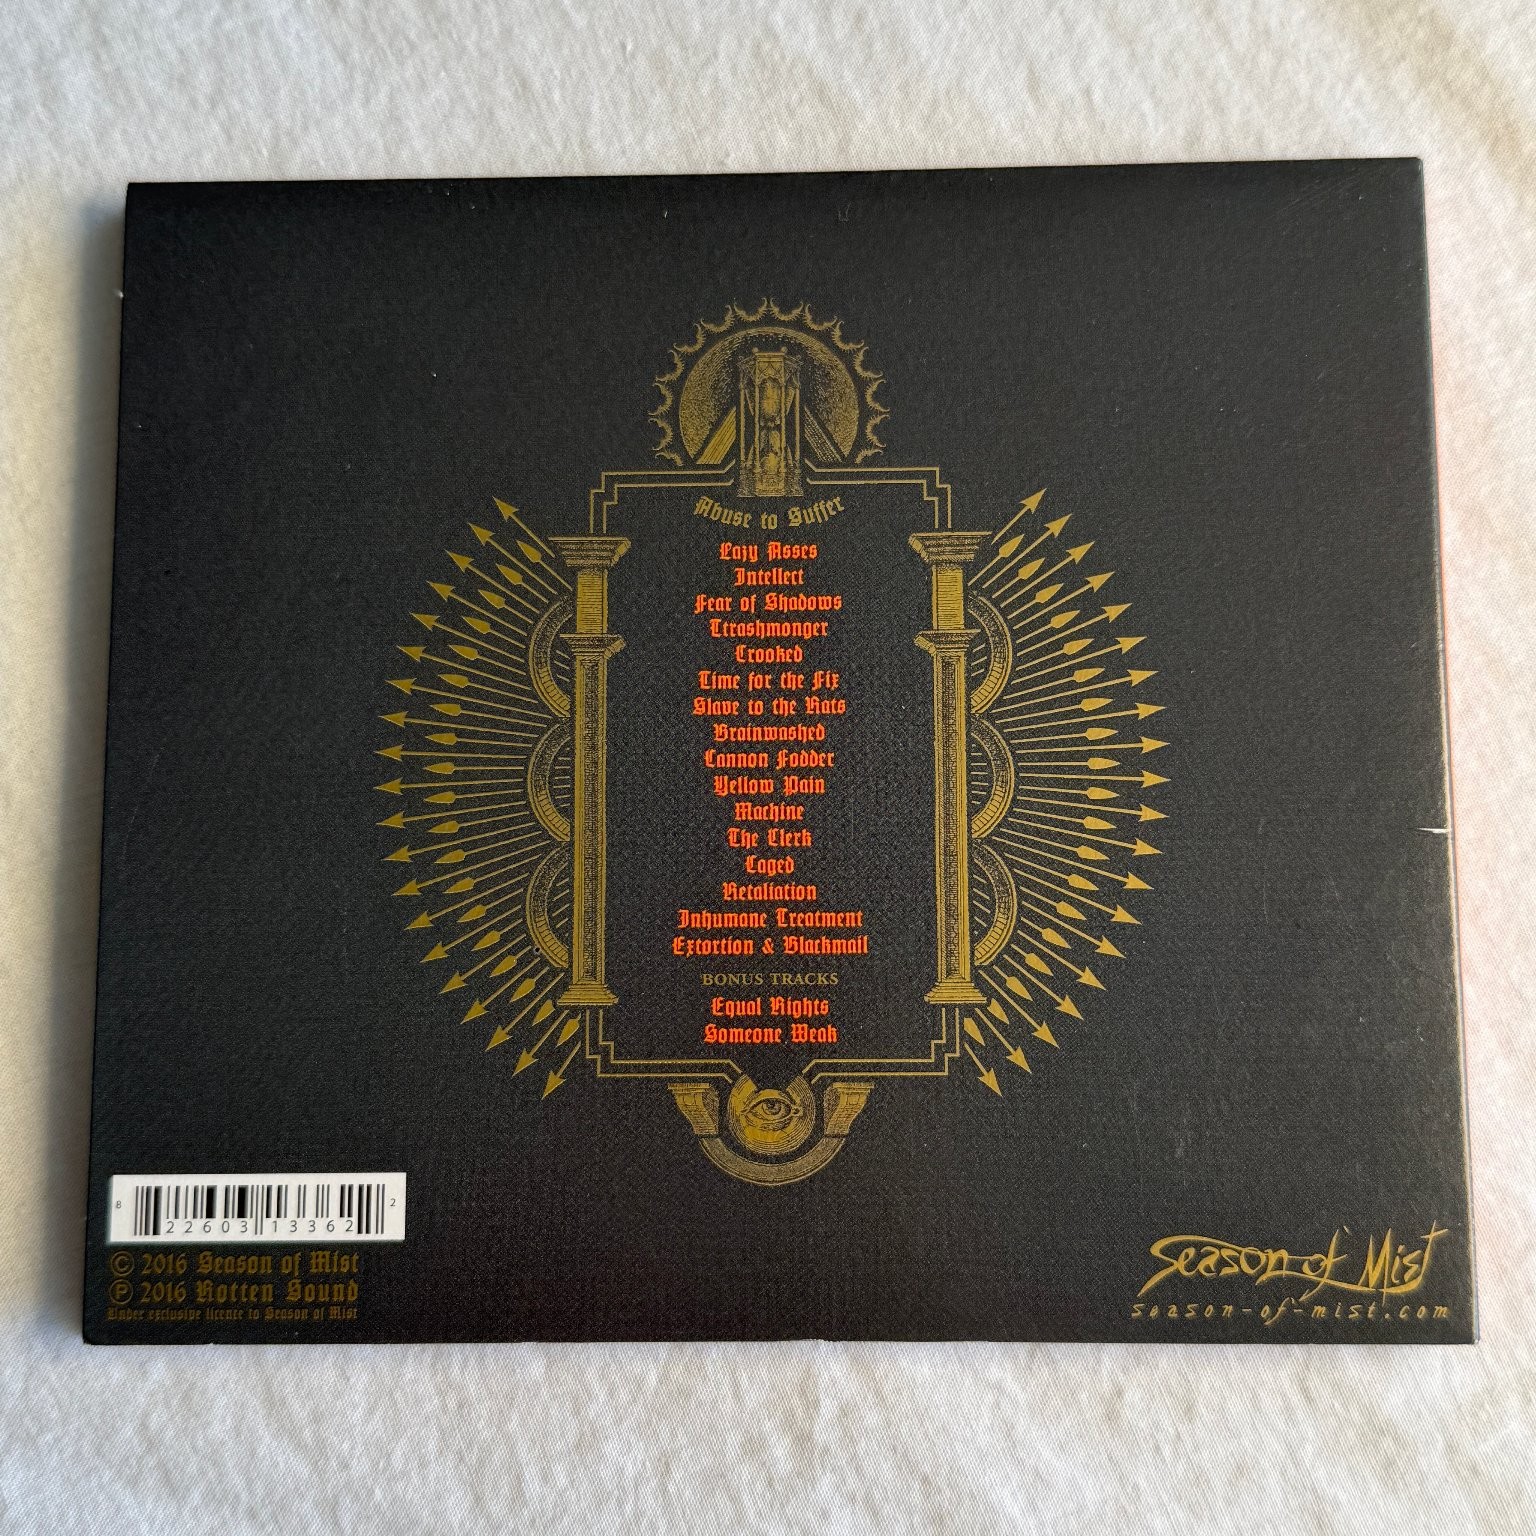 Abuse to Suffer
Lazy Asses
Intellect
Fear of Shadows
Ttrashmonger
Crooked
Time for the Fix
Slave to the Rats
Brainwashed
Cannon Fodder
Yellow Pain
Machine
The Clerk
Caged
Retaliation
Inhumane Treatment
Extortion & Blackmail
BONUS TRACKS
Equal Rights
Someone Weak
8 22603 13362 2
© 2016 Season of Mist
℗ 2016 Rotten Sound
Under exclusive licence to Season of Mist
Season of Mist
season-of-mist.com